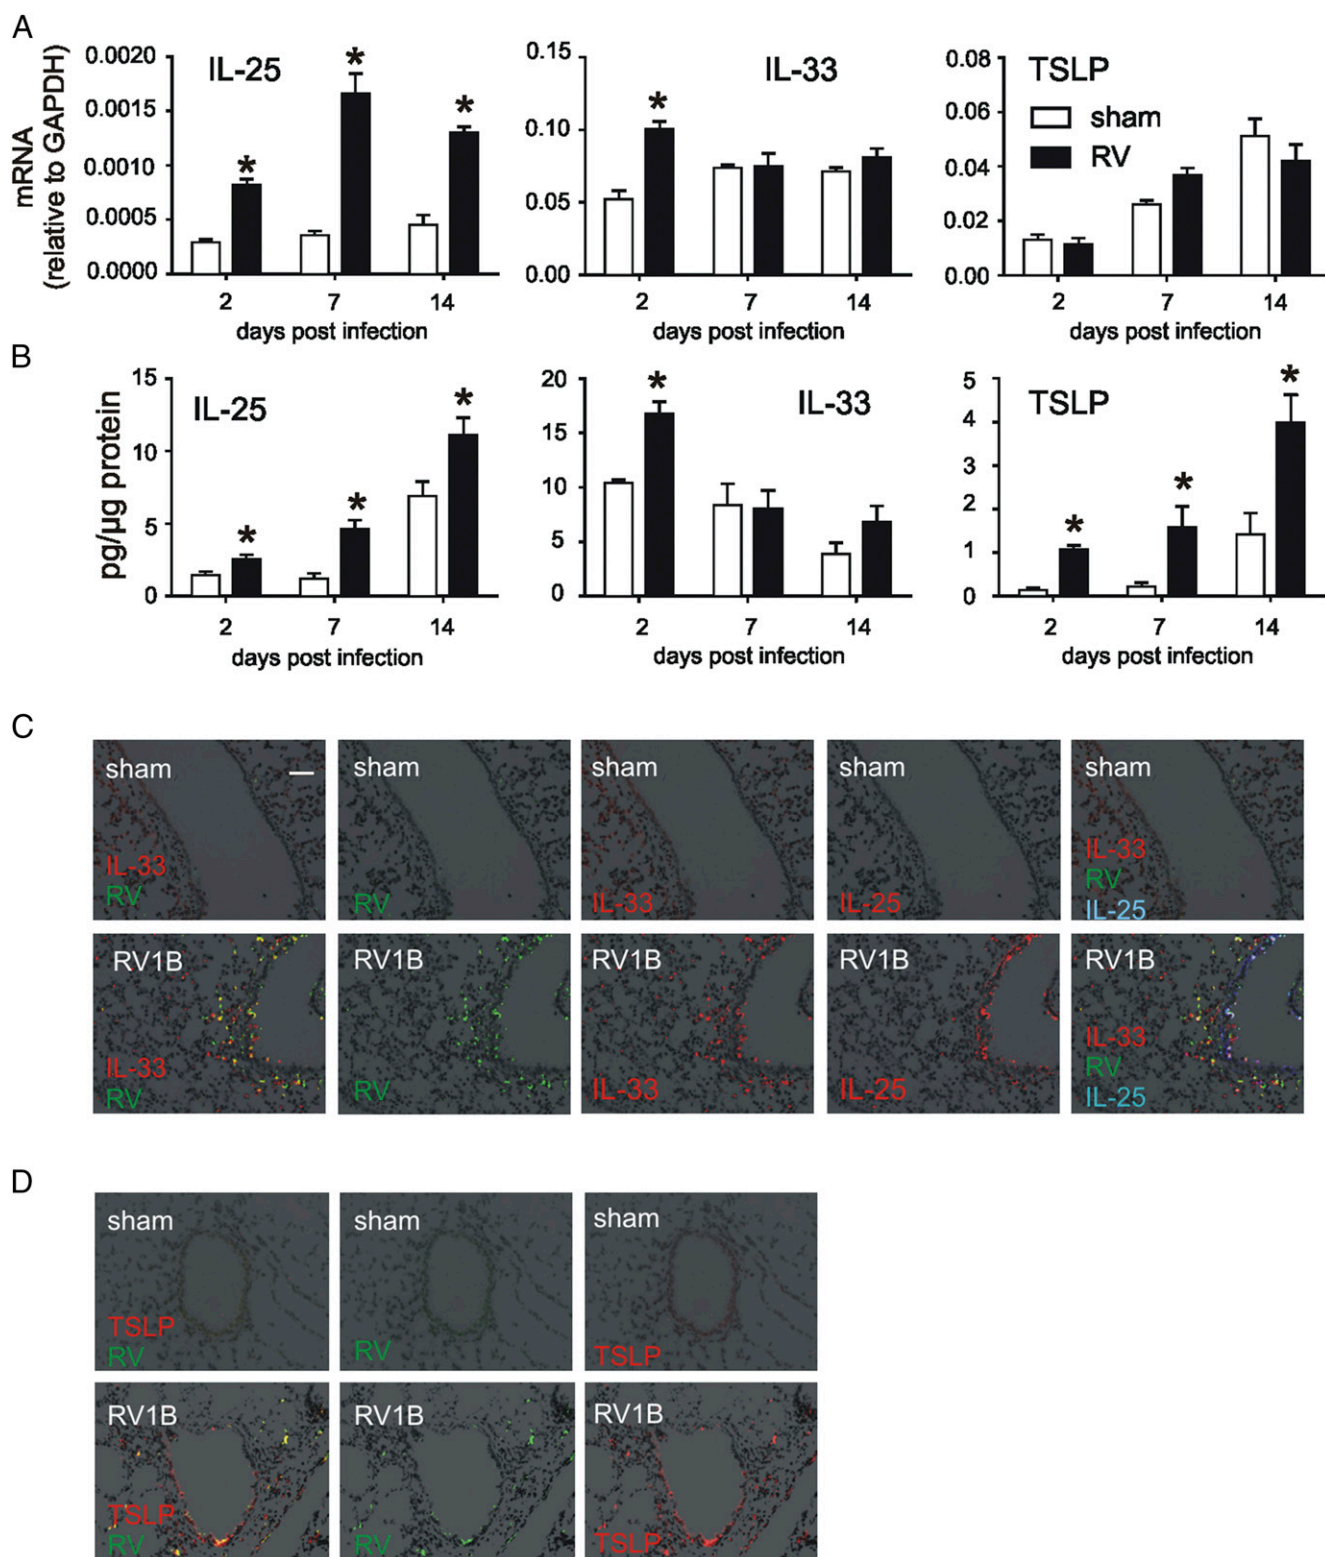 A
mRNA
(relative to GAPDH)
0.0020
0.0015
0.0010
0.0005
0.0000
IL-25
* * *
2 7 14
days post infection
0.15
0.10
0.05
0.00
IL-33
*
2 7 14
days post infection
0.08
0.06
0.04
0.02
0.00
TSLP
sham
RV
2 7 14
days post infection
B
pg/µg protein
15
10
5
0
IL-25
* * *
2 7 14
days post infection
20
15
10
5
0
IL-33
*
2 7 14
days post infection
5
4
3
2
1
0
TSLP
* * *
2 7 14
days post infection
C
sham
IL-33
RV
sham
RV
sham
IL-33
sham
IL-25
sham
IL-33
RV
IL-25
RV1B
IL-33
RV
RV1B
RV
RV1B
IL-33
RV1B
IL-25
RV1B
IL-33
RV
IL-25
D
sham
TSLP
RV
sham
RV
sham
TSLP
RV1B
TSLP
RV
RV1B
RV
RV1B
TSLP